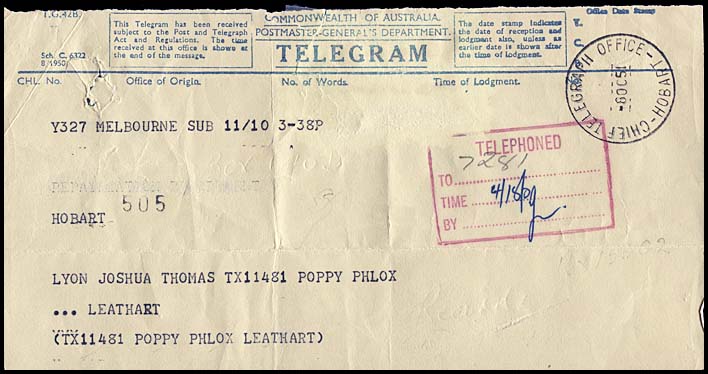 T.G.42B.
This Telegram has been received
subject to the Post and Telegraph
Act and Regulations. The time
received at this office is shown at
the end of the message.
Sch. C. 6322
8/1950
COMMONWEALTH OF AUSTRALIA.
POSTMASTER-GENERAL'S DEPARTMENT.
TELEGRAM
The date stamp indicates
the date of reception and
lodgment also, unless an
earlier date is shown after
the time of lodgment.
Office Date Stamp
CHIEF TELEGRAPH OFFICE - HOBART
CHL. No. Office of Origin. No. of Words. Time of Lodgment.
Y327 MELBOURNE SUB 11/10 3-38P
TELEPHONED
7281
TO
TIME 4/18
BY
REPATRIATION DEPARTMENT
HOBART 505
LYON JOSHUA THOMAS TX11481 POPPY PHLOX
... LEATHART
(TX11481 POPPY PHLOX LEATHART)